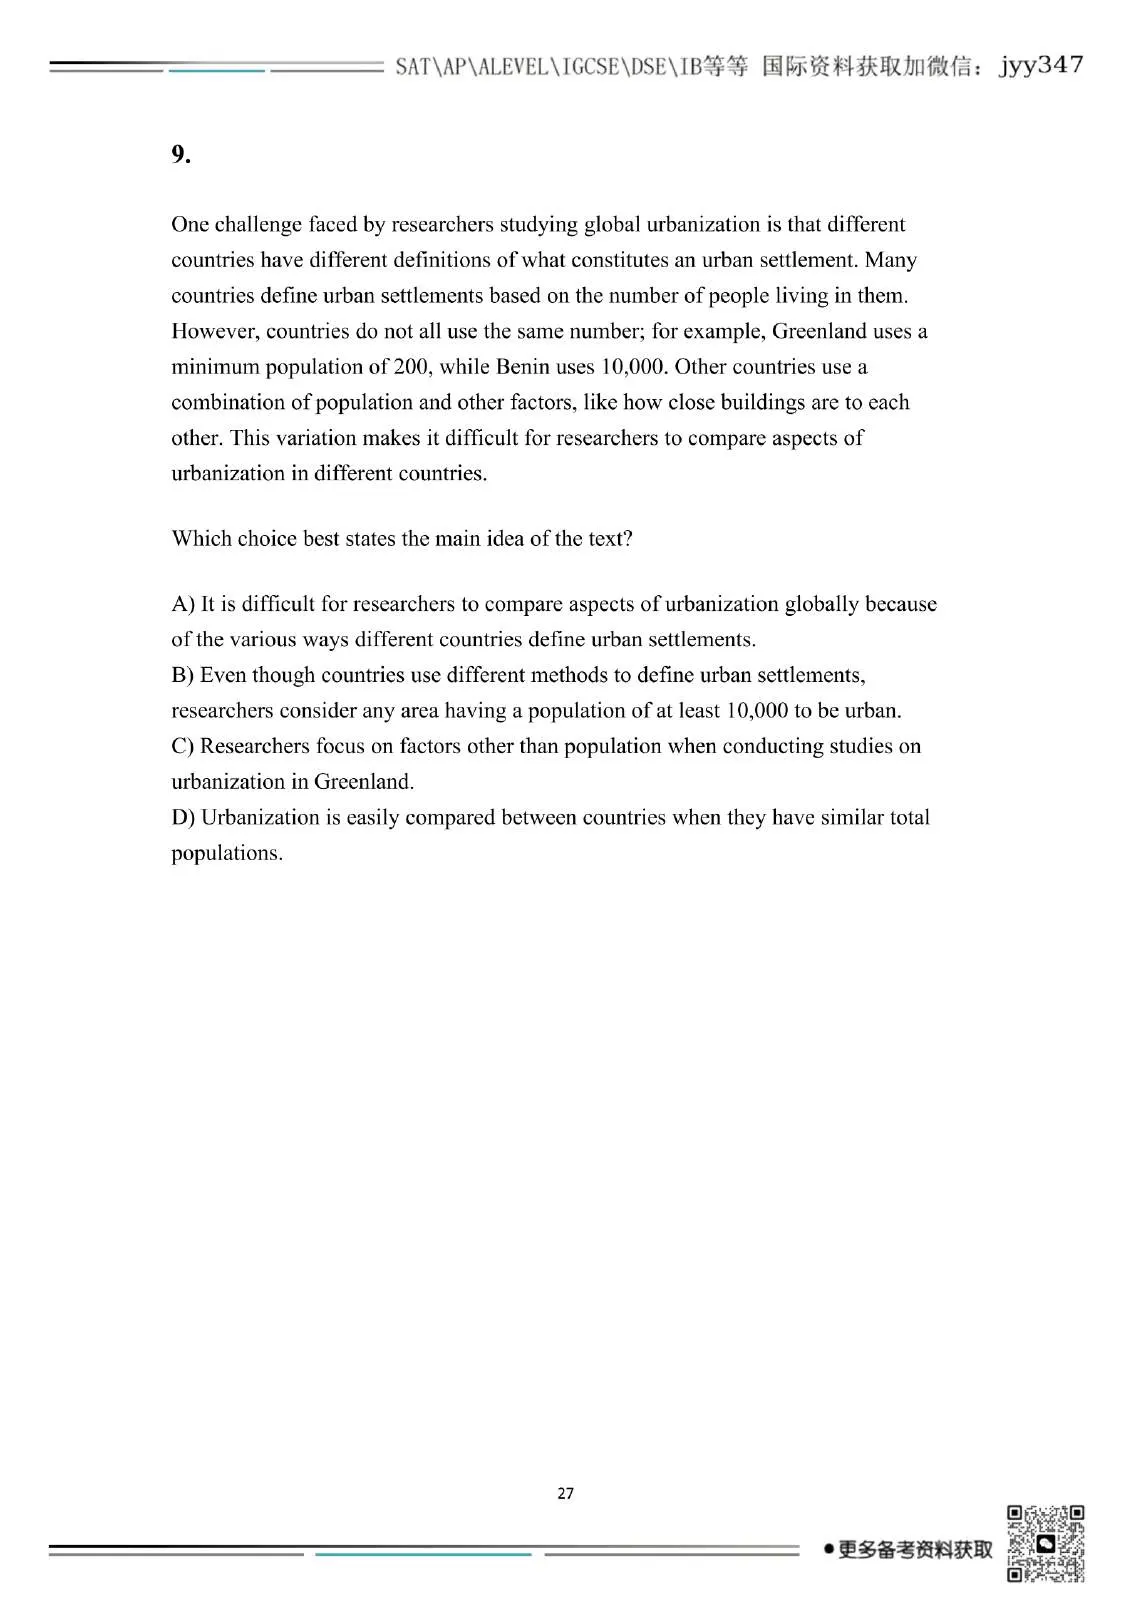 SAT\AP\ALEVEL\IGCSE\DSE\IB等等 国际资料获取加微信： jyy347
9.
One challenge faced by researchers studying global urbanization is that different
countries have different definitions of what constitutes an urban settlement. Many
countries define urban settlements based on the number of people living in them.
However, countries do not all use the same number; for example, Greenland uses a
minimum population of 200, while Benin uses 10,000. Other countries use a
combination of population and other factors, like how close buildings are to each
other. This variation makes it difficult for researchers to compare aspects of
urbanization in different countries.
Which choice best states the main idea of the text?
A) It is difficult for researchers to compare aspects of urbanization globally because
of the various ways different countries define urban settlements.
B) Even though countries use different methods to define urban settlements,
researchers consider any area having a population of at least 10,000 to be urban.
C) Researchers focus on factors other than population when conducting studies on
urbanization in Greenland.
D) Urbanization is easily compared between countries when they have similar total
populations.
27
●更多备考资料获取